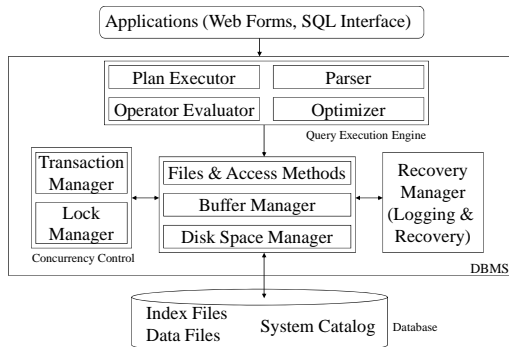 Applications (Web Forms, SQL Interface)
Plan Executor
Parser
Operator Evaluator
Optimizer
Query Execution Engine
Transaction
Manager
Lock
Manager
Concurrency Control
Files & Access Methods
Buffer Manager
Disk Space Manager
Recovery
Manager
(Logging &
Recovery)
DBMS
Index Files
Data Files
System Catalog
Database